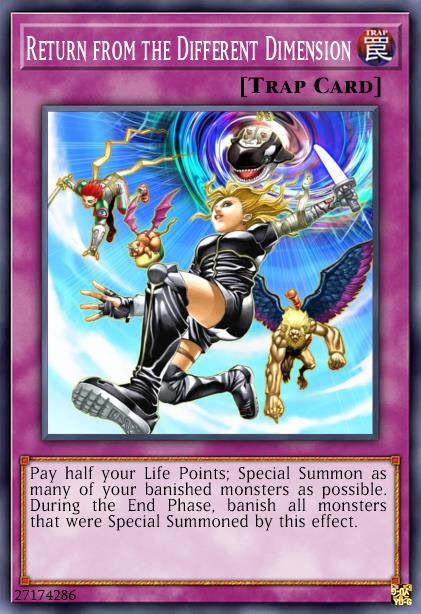 RETURN FROM THE DIFFERENT DIMENSION
TRAP
罠
[TRAP CARD]
Pay half your Life Points; Special Summon as
many of your banished monsters as possible.
During the End Phase, banish all monsters
that were Special Summoned by this effect.
27174286